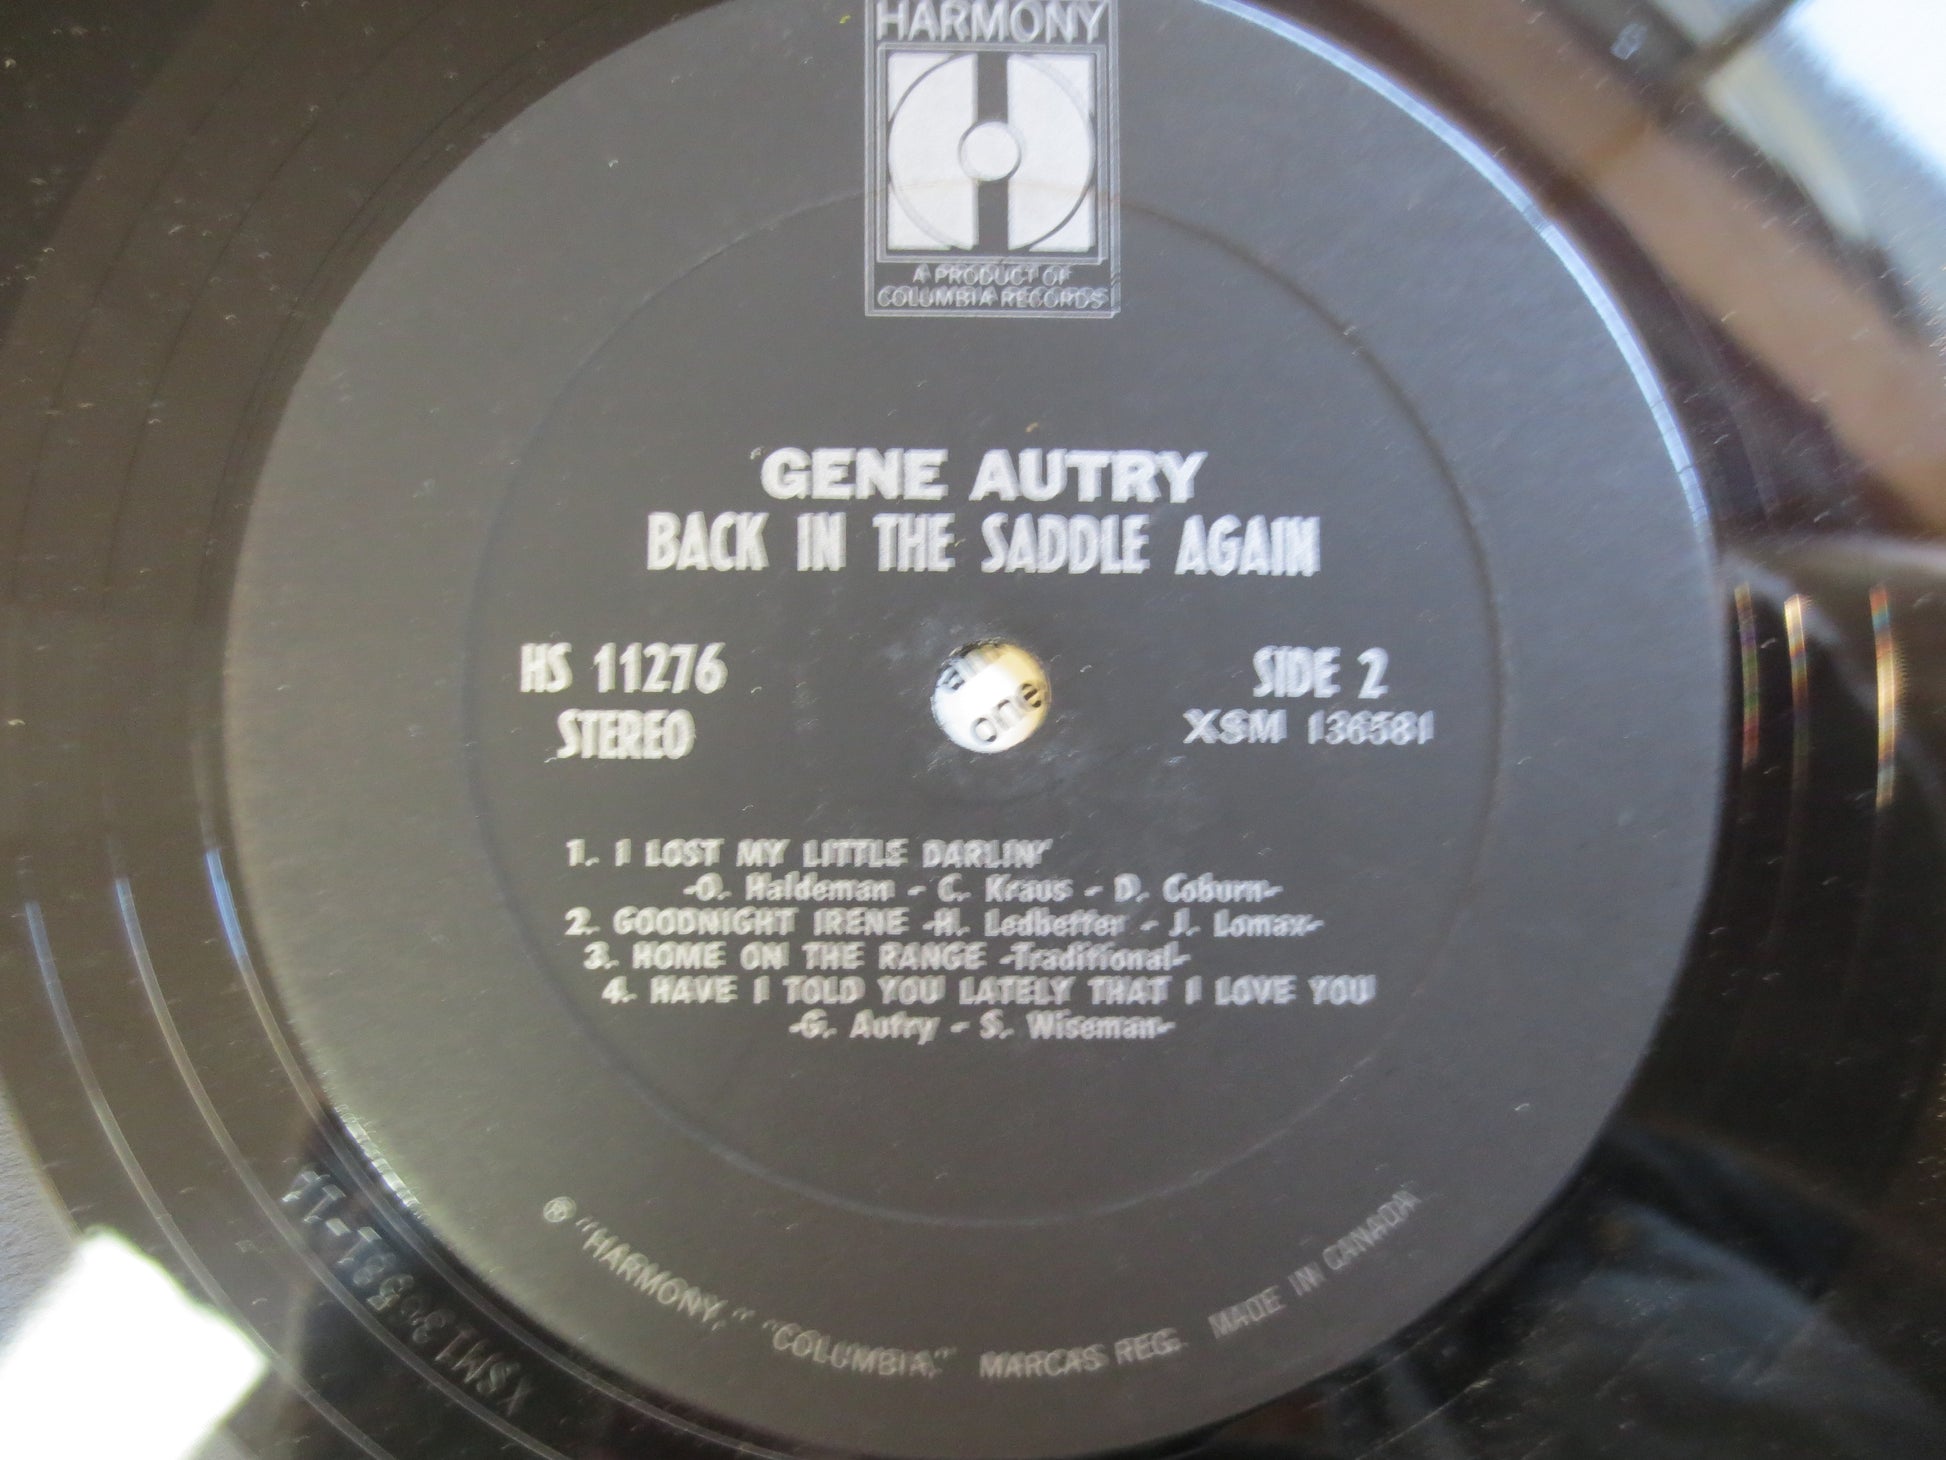 HARMONY
A PRODUCT OF
COLUMBIA RECORDS
GENE AUTRY
BACK IN THE SADDLE AGAIN
HS 11276
STEREO
SIDE 2
XSM 136581
one
1. I LOST MY LITTLE DARLIN'
-O. Haldeman - C. Kraus - D. Coburn-
2. GOODNIGHT IRENE -H. Ledbetter - J. Lomax-
3. HOME ON THE RANGE -Traditional-
4. HAVE I TOLD YOU LATELY THAT I LOVE YOU
-G. Autry - S. Wiseman-
® "HARMONY," "COLUMBIA," MARCAS REG. MADE IN CANADA